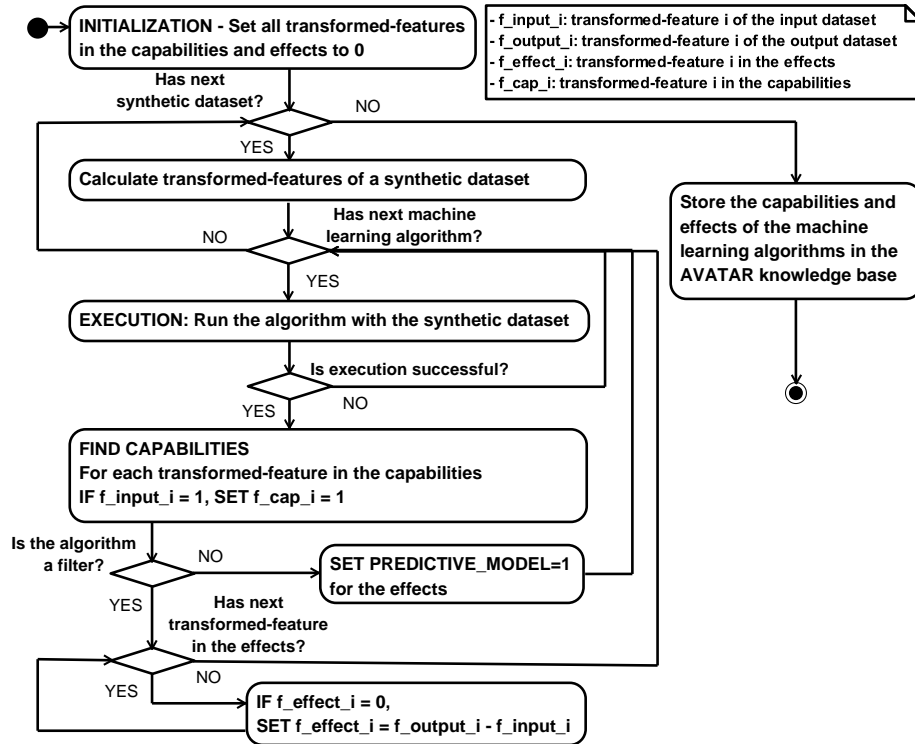 INITIALIZATION - Set all transformed-features
in the capabilities and effects to 0
- f_input_i: transformed-feature i of the input dataset
- f_output_i: transformed-feature i of the output dataset
- f_effect_i: transformed-feature i in the effects
- f_cap_i: transformed-feature i in the capabilities
Has next
synthetic dataset?
NO
YES
Calculate transformed-features of a synthetic dataset
Store the capabilities and
effects of the machine
learning algorithms in the
AVATAR knowledge base
Has next machine
learning algorithm?
NO
YES
EXECUTION: Run the algorithm with the synthetic dataset
Is execution successful?
YES
NO
FIND CAPABILITIES
For each transformed-feature in the capabilities
IF f_input_i = 1, SET f_cap_i = 1
Is the algorithm
a filter?
NO
YES
SET PREDICTIVE_MODEL=1
for the effects
Has next
transformed-feature
in the effects?
YES
NO
IF f_effect_i = 0,
SET f_effect_i = f_output_i - f_input_i